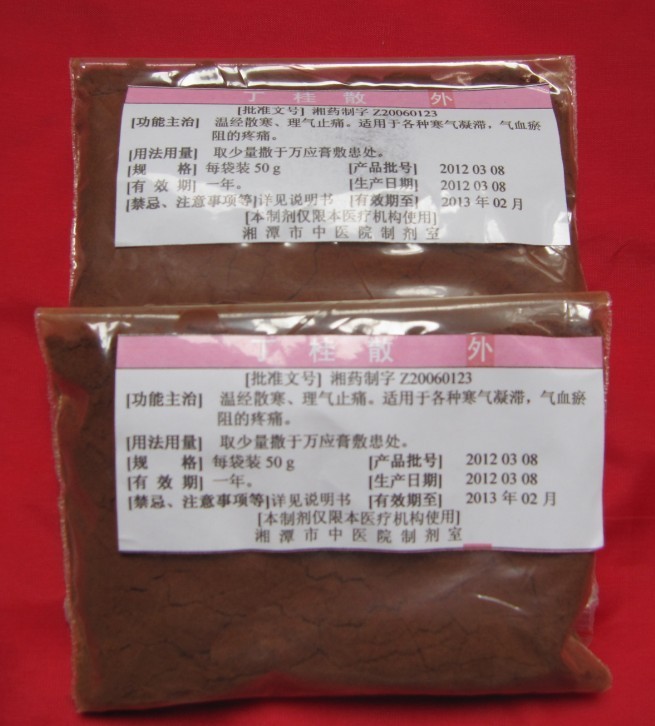 丁 桂 散 外
[批准文号] 湘药制字 Z20060123
[功能主治] 温经散寒、理气止痛。适用于各种寒气凝滞，气血瘀
阻的疼痛。
[用法用量] 取少量撒于万应膏敷患处。
[规 格] 每袋装 50 g [产品批号] 2012 03 08
[有 效 期] 一年。 [生产日期] 2012 03 08
[禁忌、注意事项等]详见说明书 [有效期至] 2013 年 02 月
[本制剂仅限本医疗机构使用]
湘 潭 市 中 医 院 制 剂 室
丁 桂 散 外
[批准文号] 湘药制字 Z20060123
[功能主治] 温经散寒、理气止痛。适用于各种寒气凝滞，气血瘀
阻的疼痛。
[用法用量] 取少量撒于万应膏敷患处。
[规 格] 每袋装 50 g [产品批号] 2012 03 08
[有 效 期] 一年。 [生产日期] 2012 03 08
[禁忌、注意事项等]详见说明书 [有效期至] 2013 年 02 月
[本制剂仅限本医疗机构使用]
湘 潭 市 中 医 院 制 剂 室